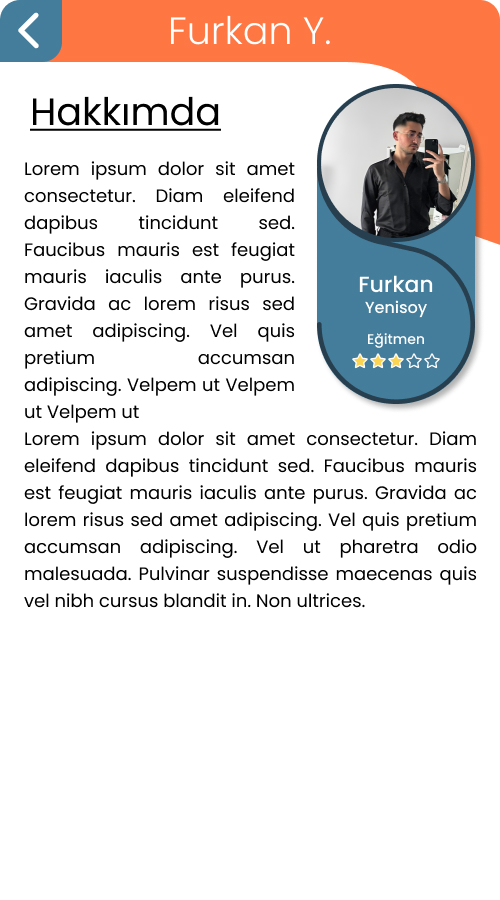 Furkan Y.
Hakkımda
Lorem ipsum dolor sit amet
consectetur. Diam eleifend
dapibus tincidunt sed.
Faucibus mauris est feugiat
mauris iaculis ante purus.
Gravida ac lorem risus sed
amet adipiscing. Vel quis
pretium accumsan
adipiscing. Velpem ut Velpem
ut Velpem ut
Furkan
Yenisoy
Eğitmen
Lorem ipsum dolor sit amet consectetur. Diam
eleifend dapibus tincidunt sed. Faucibus mauris
est feugiat mauris iaculis ante purus. Gravida ac
lorem risus sed amet adipiscing. Vel quis pretium
accumsan adipiscing. Vel ut pharetra odio
malesuada. Pulvinar suspendisse maecenas quis
vel nibh cursus blandit in. Non ultrices.